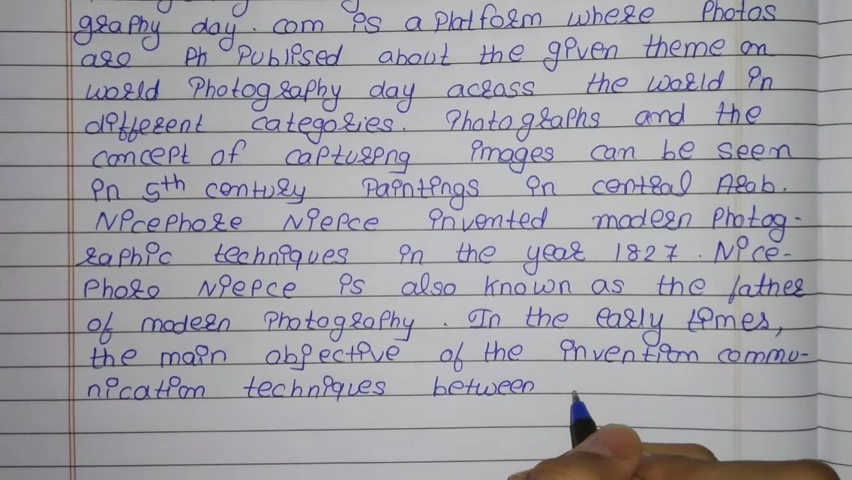 graphy day. com is a platform where Photos
are Ph Publised about the given theme on
world Photography day across the world in
different categories. Photographs and the
concept of capturing images can be seen
in 5th century Paintings in central Arab.
Nicephore Niepce invented modern Photog-
raphic techniques in the year 1827. Nice-
Phore Niepce is also known as the father
of modern Photography. In the early times,
the main objective of the invention commu-
nication techniques between